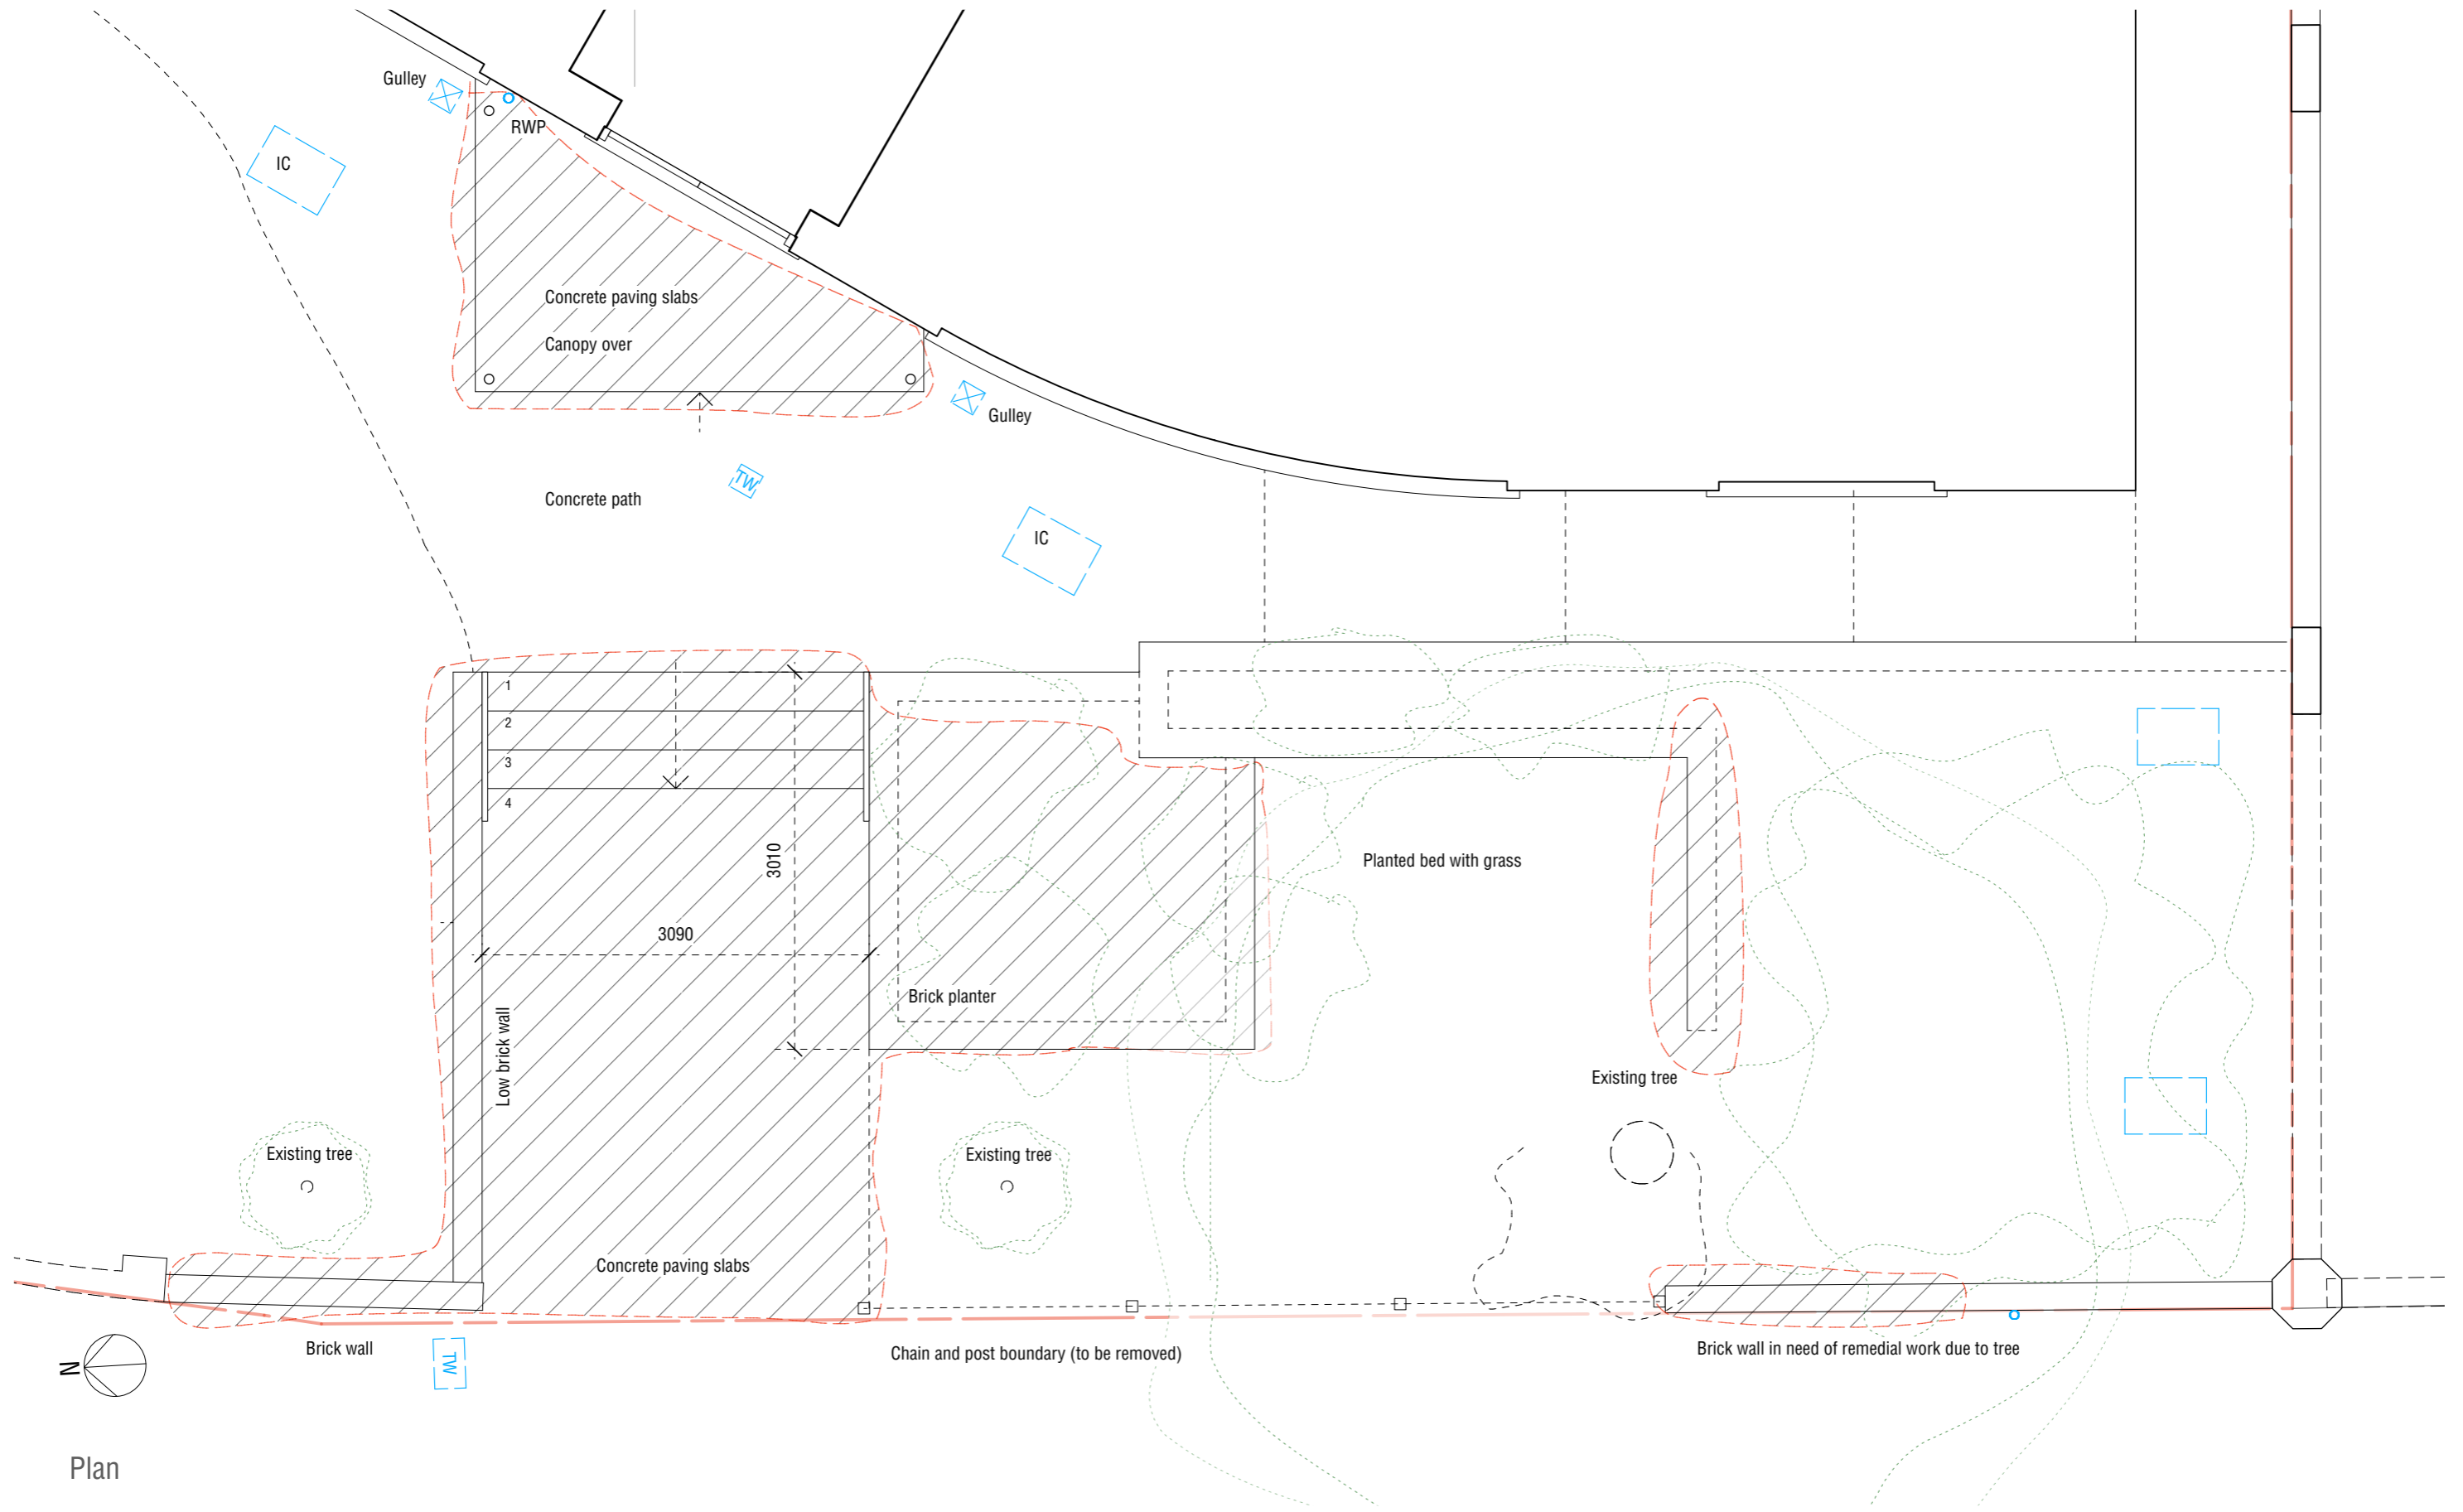 Gulley
RWP
IC
Concrete paving slabs
Canopy over
Gulley
TW
Concrete path
IC
1
2
3
4
3010
Planted bed with grass
3090
Brick planter
Low brick wall
Existing tree
Existing tree
Existing tree
Concrete paving slabs
Brick wall
TW
Chain and post boundary (to be removed)
Brick wall in need of remedial work due to tree
N
Plan